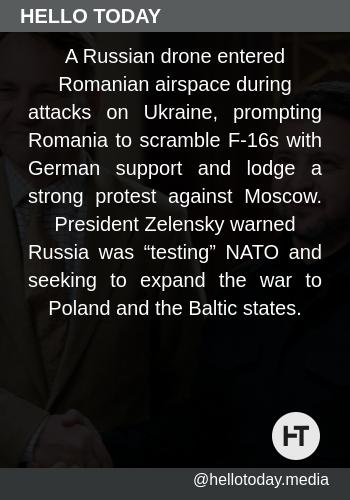 HELLO TODAY
A Russian drone entered
Romanian airspace during
attacks on Ukraine, prompting
Romania to scramble F-16s with
German support and lodge a
strong protest against Moscow.
President Zelensky warned
Russia was “testing” NATO and
seeking to expand the war to
Poland and the Baltic states.
HT
@hellotoday.media